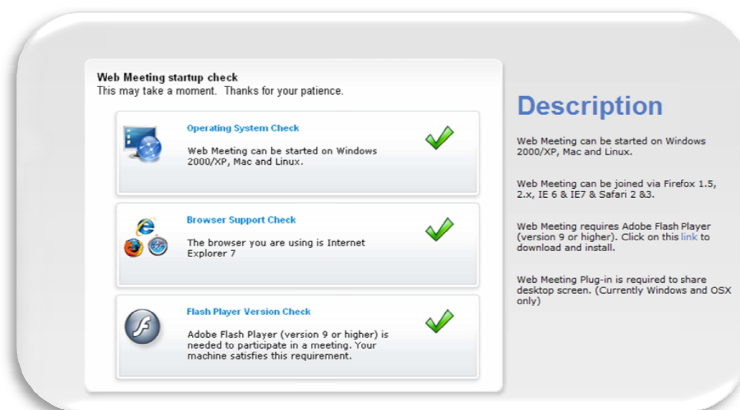 Web Meeting startup check
This may take a moment. Thanks for your patience.
Operating System Check
Web Meeting can be started on Windows
2000/XP, Mac and Linux.
Browser Support Check
The browser you are using is Internet
Explorer 7
Flash Player Version Check
Adobe Flash Player (version 9 or higher) is
needed to participate in a meeting. Your
machine satisfies this requirement.
Description
Web Meeting can be started on Windows
2000/XP, Mac and Linux.
Web Meeting can be joined via Firefox 1.5,
2.x, IE 6 & IE7 & Safari 2 &3.
Web Meeting requires Adobe Flash Player
(version 9 or higher). Click on this link to
download and install.
Web Meeting Plug-in is required to share
desktop screen. (Currently Windows and OSX
only)